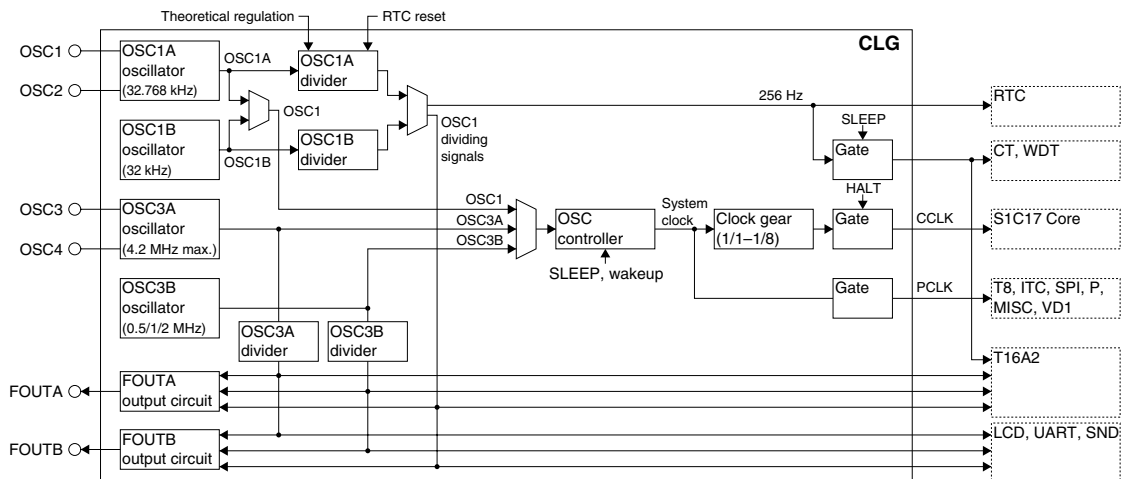 Theoretical regulation
RTC reset
CLG
OSC1
OSC2
OSC1A
oscillator
(32.768 kHz)
OSC1A
OSC1A
divider
OSC1
256 Hz
RTC
OSC1B
oscillator
(32 kHz)
OSC1B
OSC1B
divider
OSC1
dividing
signals
SLEEP
Gate
CT, WDT
HALT
OSC3
OSC4
OSC3A
oscillator
(4.2 MHz max.)
OSC1
OSC3A
OSC3B
OSC
controller
SLEEP, wakeup
System
clock
Clock gear
(1/1–1/8)
Gate
CCLK
S1C17 Core
OSC3B
oscillator
(0.5/1/2 MHz)
Gate
PCLK
T8, ITC, SPI, P,
MISC, VD1
OSC3A
divider
OSC3B
divider
T16A2
FOUTA
FOUTA
output circuit
FOUTB
FOUTB
output circuit
LCD, UART, SND